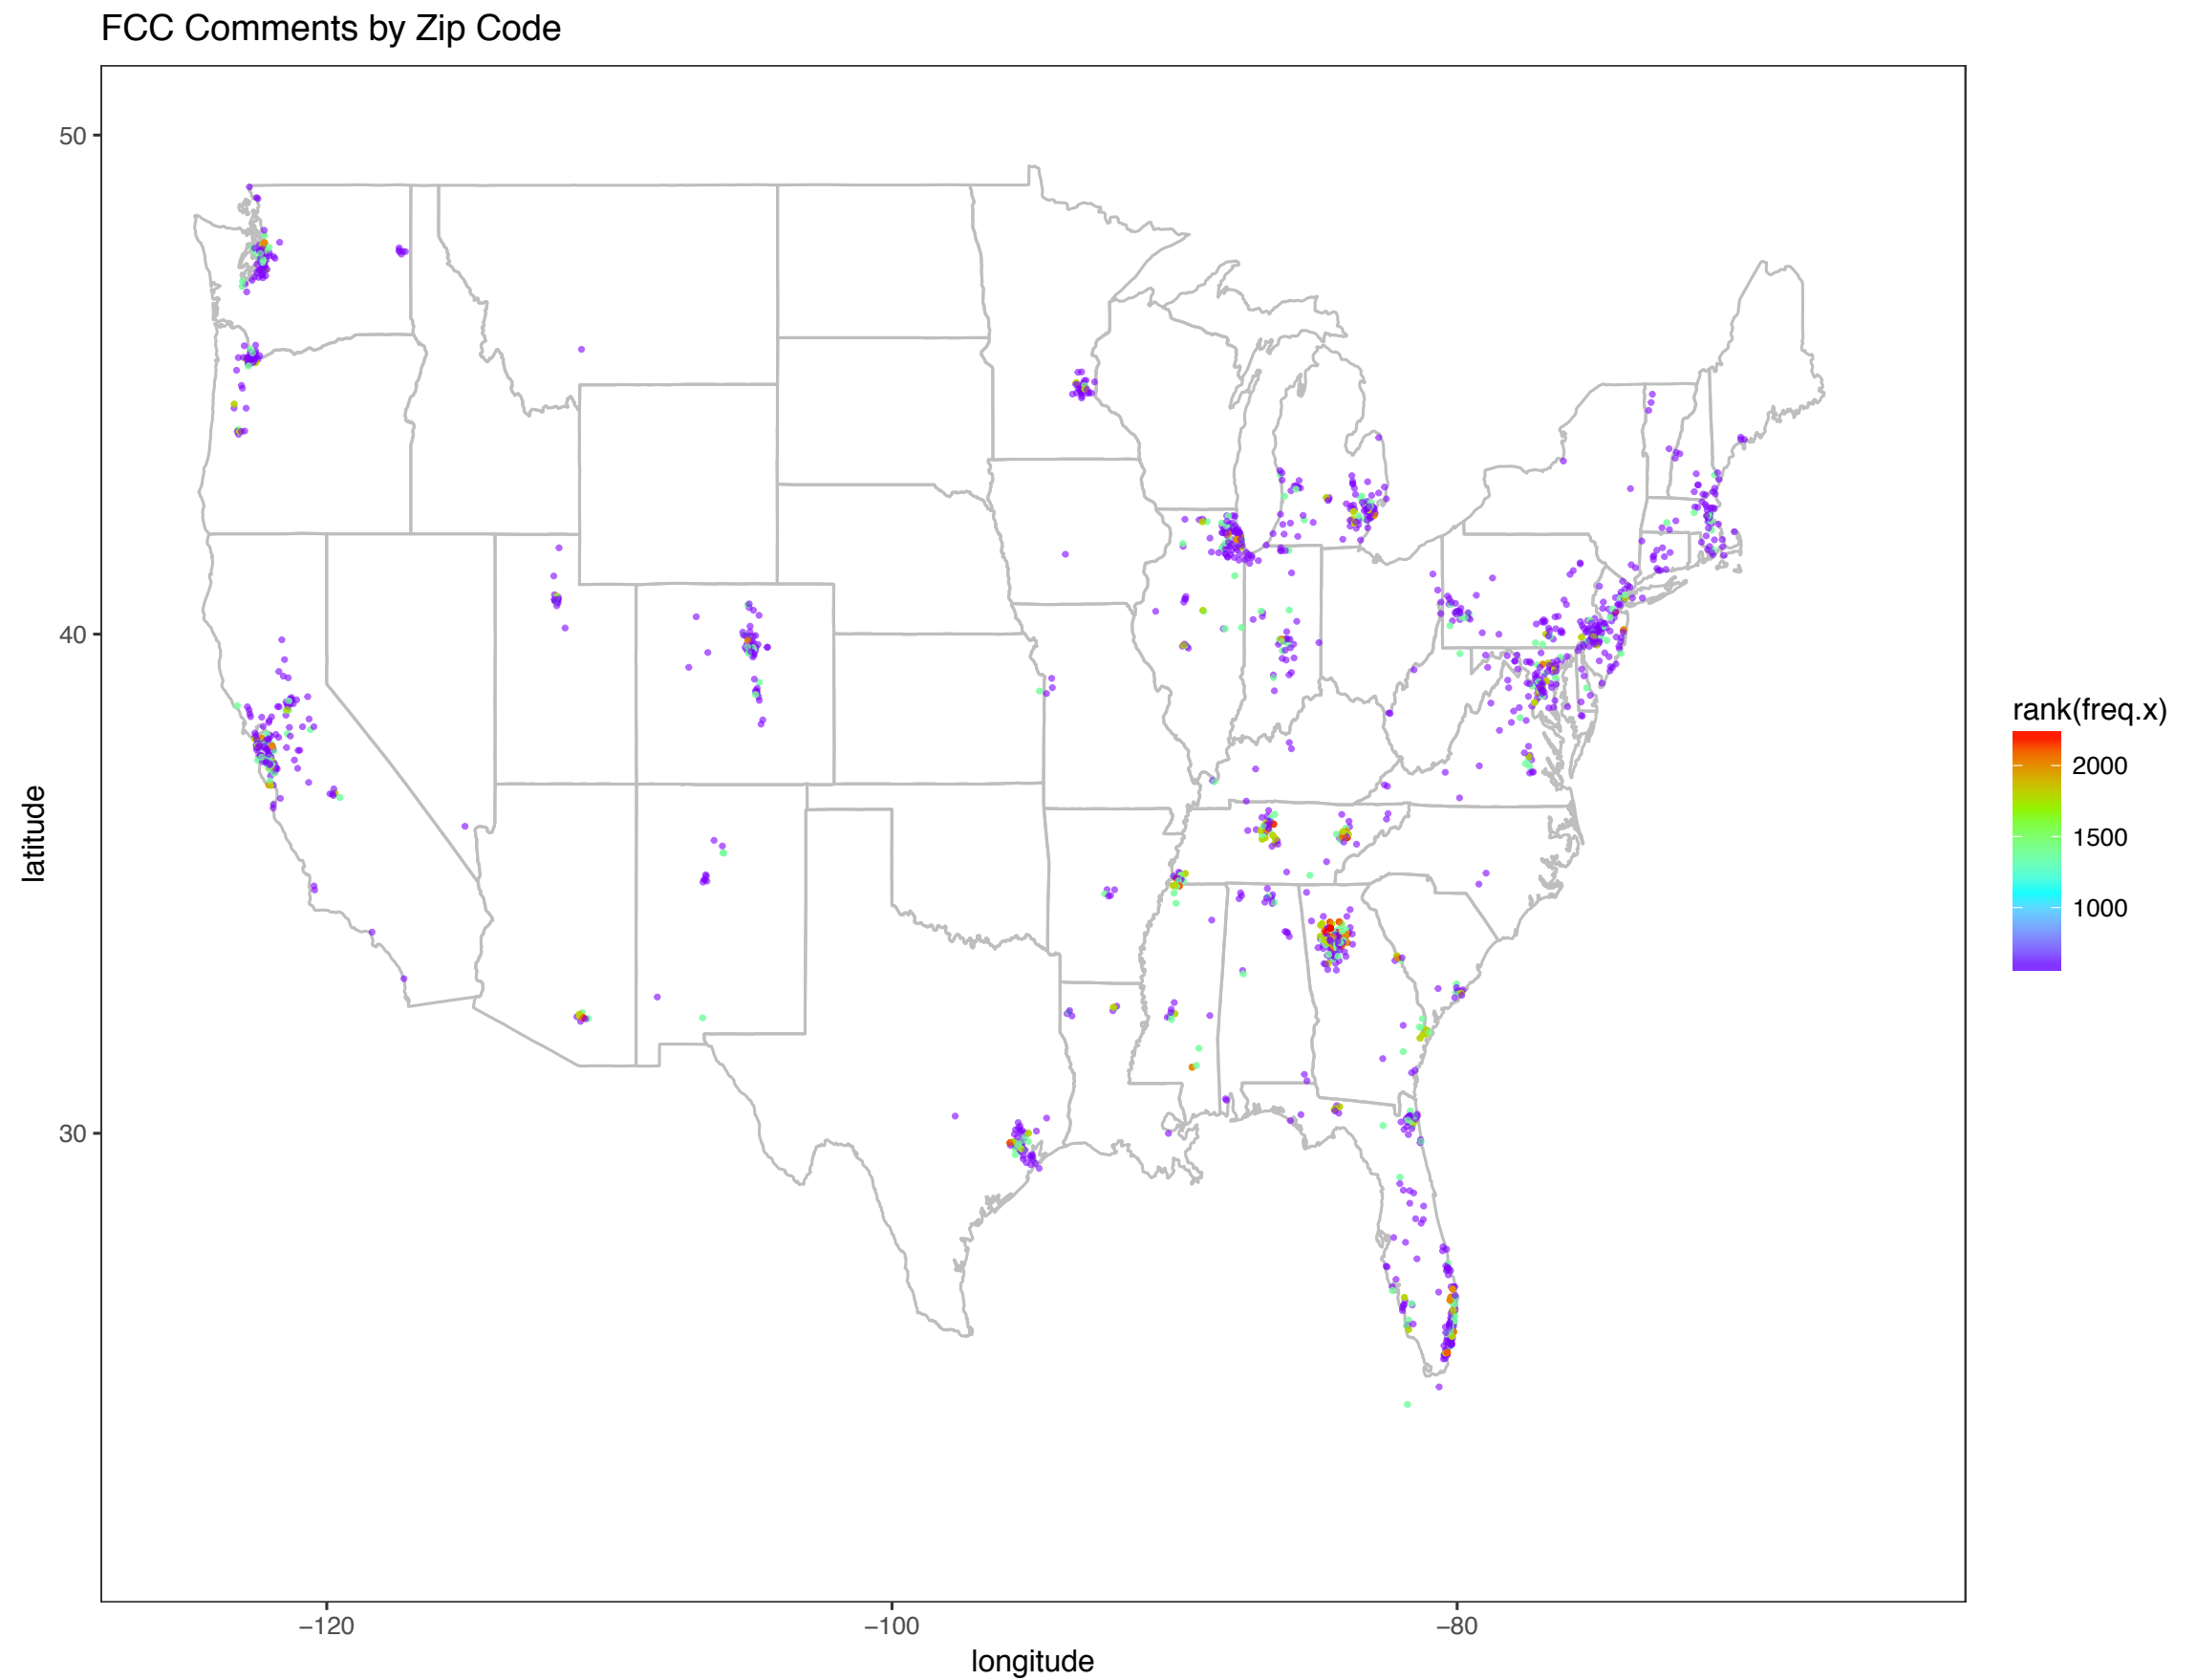 FCC Comments by Zip Code
50
40
30
latitude
−120
−100
−80
longitude
rank(freq.x)
2000
1500
1000